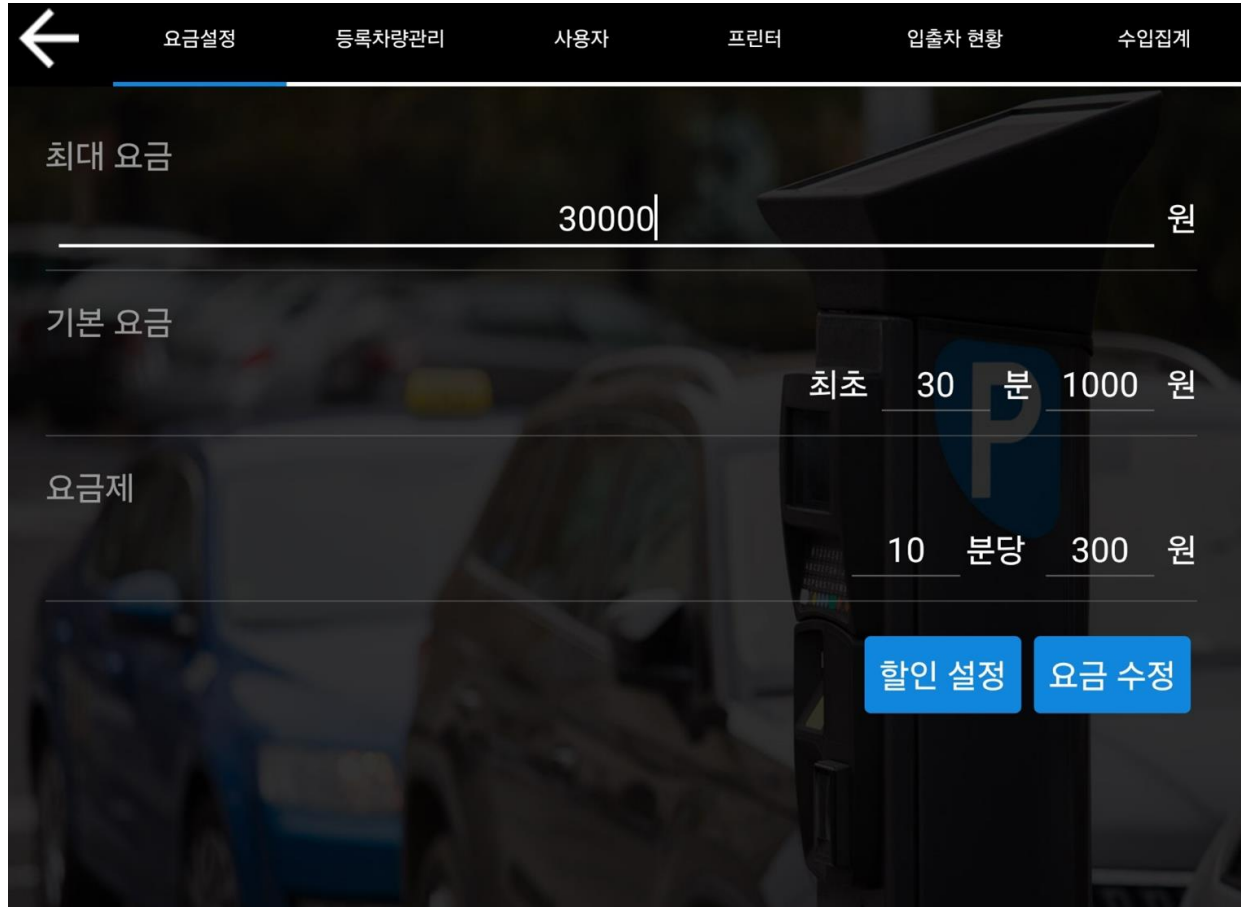 요금설정 등록차량관리 사용자 프린터 입출차 현황 수입집계
최대 요금
30000 원
기본 요금
최초 30 분 1000 원
요금제
10 분당 300 원
할인 설정 요금 수정
P